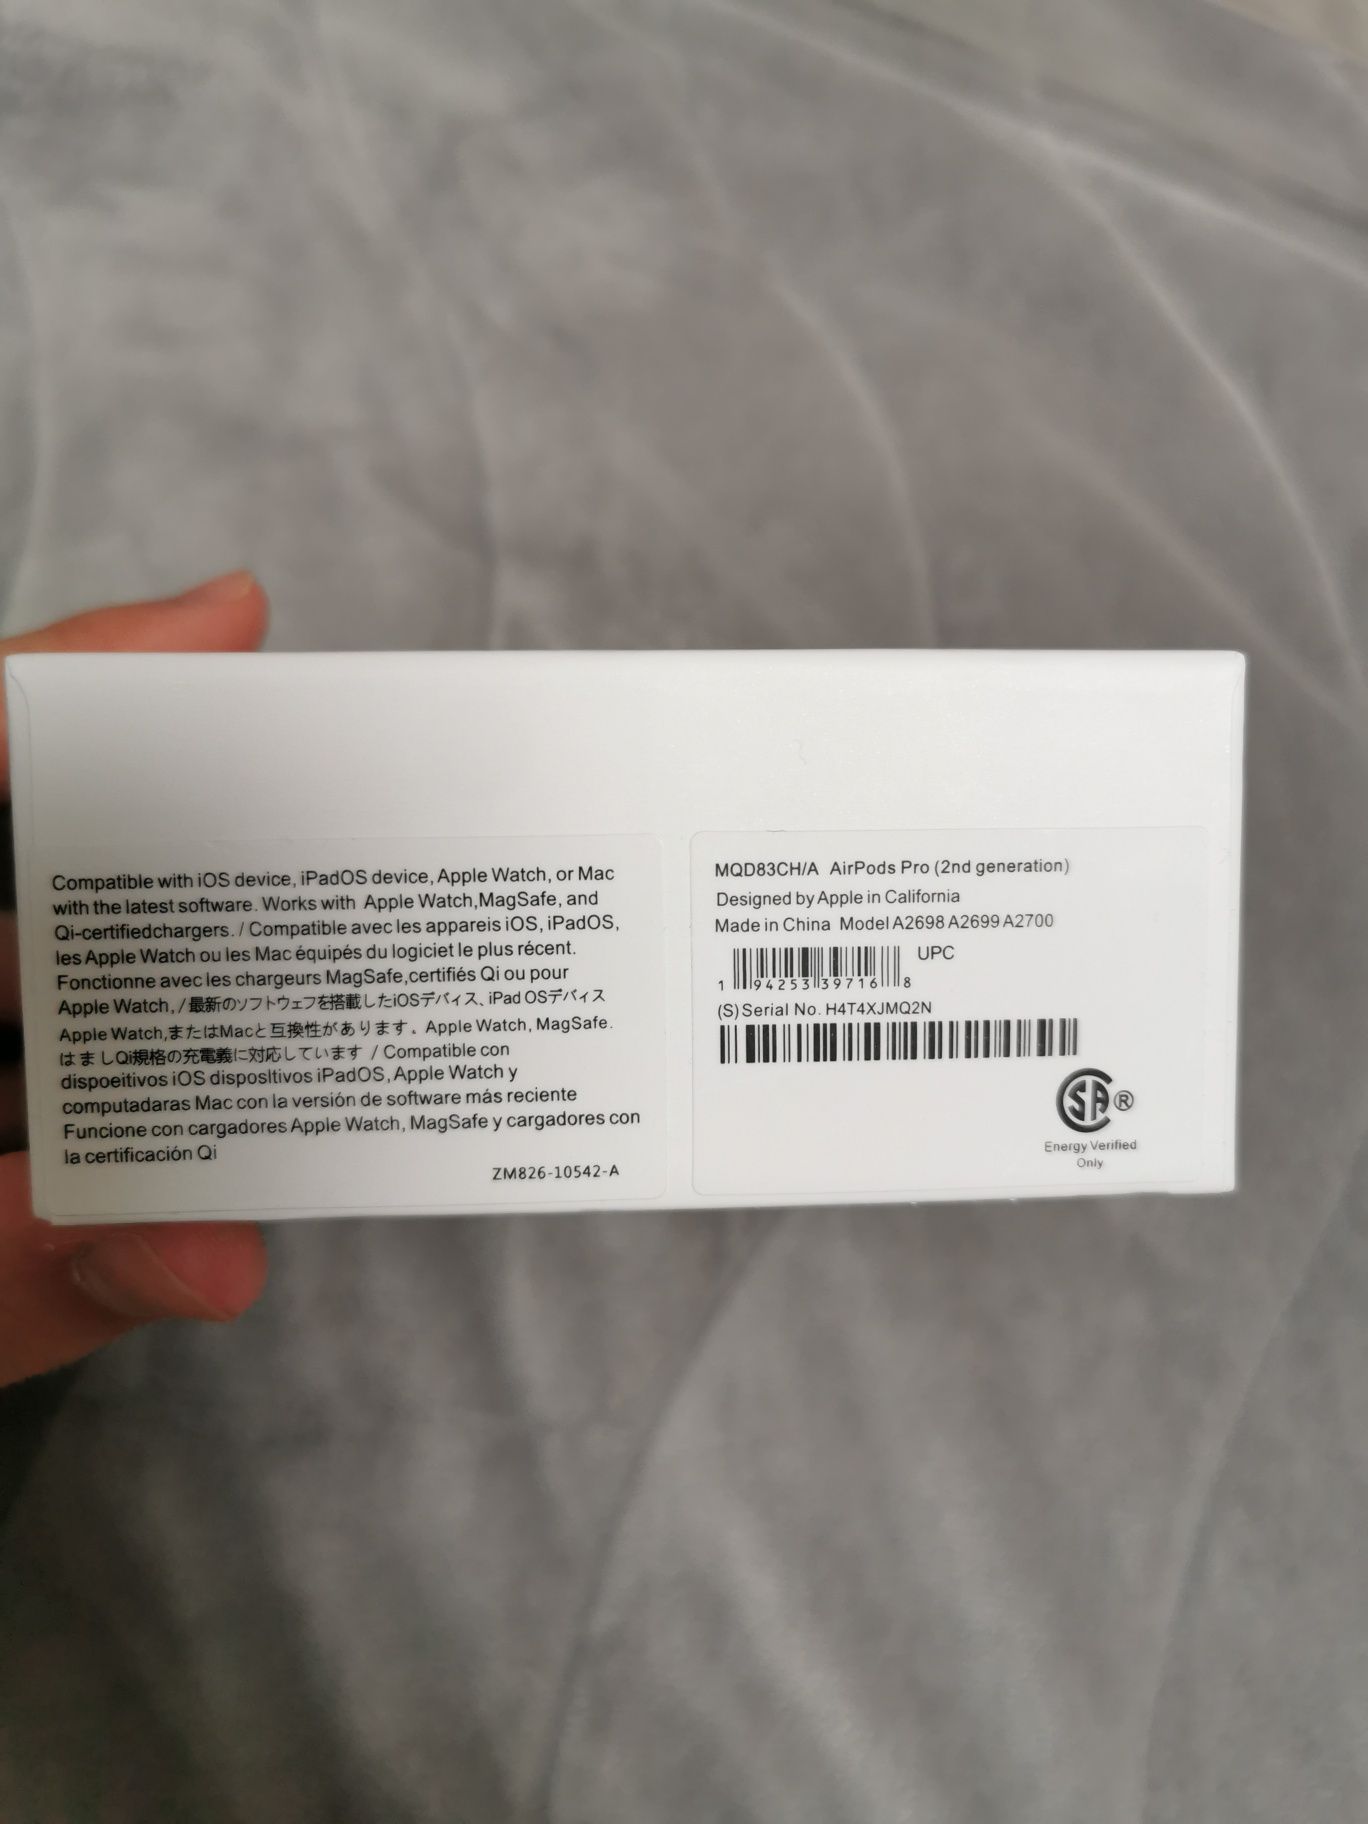 Compatible with iOS device, iPadOS device, Apple Watch, or Mac
with the latest software. Works with Apple Watch,MagSafe, and
Qi-certifiedchargers. / Compatible avec les appareis iOS, iPadOS,
les Apple Watch ou les Mac équipés du logiciet le plus récent.
Fonctionne avec les chargeurs MagSafe,certifiés Qi ou pour
Apple Watch, / 最新のソフトウェフを搭載したiOSデバィス、iPad OSデバィス
Apple Watch,またはMacと互換性があります。Apple Watch, MagSafe.
はましQi規格の充電義に対応しています / Compatible con
dispoeitivos iOS disposltivos iPadOS, Apple Watch y
computadaras Mac con la versión de software más reciente
Funcione con cargadores Apple Watch, MagSafe y cargadores con
la certificación Qi
ZM826-10542-A
MQD83CH/A AirPods Pro (2nd generation)
Designed by Apple in California
Made in China Model A2698 A2699 A2700
UPC
1 94253 39716 8
(S) Serial No. H4T4XJMQ2N
SA ®
Energy Verified
Only